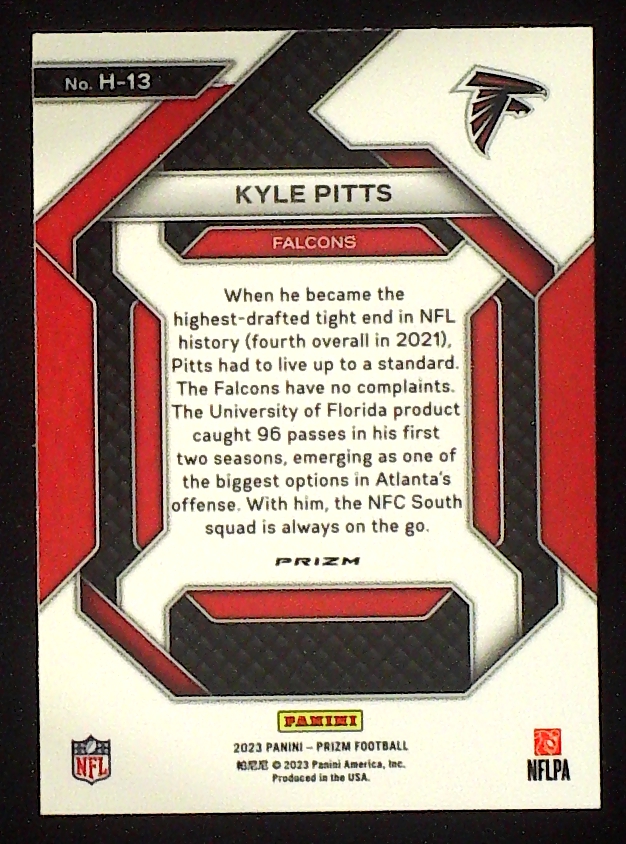 No. H-13
KYLE PITTS
FALCONS
When he became the
highest-drafted tight end in NFL
history (fourth overall in 2021),
Pitts had to live up to a standard.
The Falcons have no complaints.
The University of Florida product
caught 96 passes in his first
two seasons, emerging as one of
the biggest options in Atlanta's
offense. With him, the NFC South
squad is always on the go.
PRIZM
PANINI
2023 PANINI – PRIZM FOOTBALL
帕尼尼 © 2023 Panini America, Inc.
Produced in the USA.
NFL
NFLPA